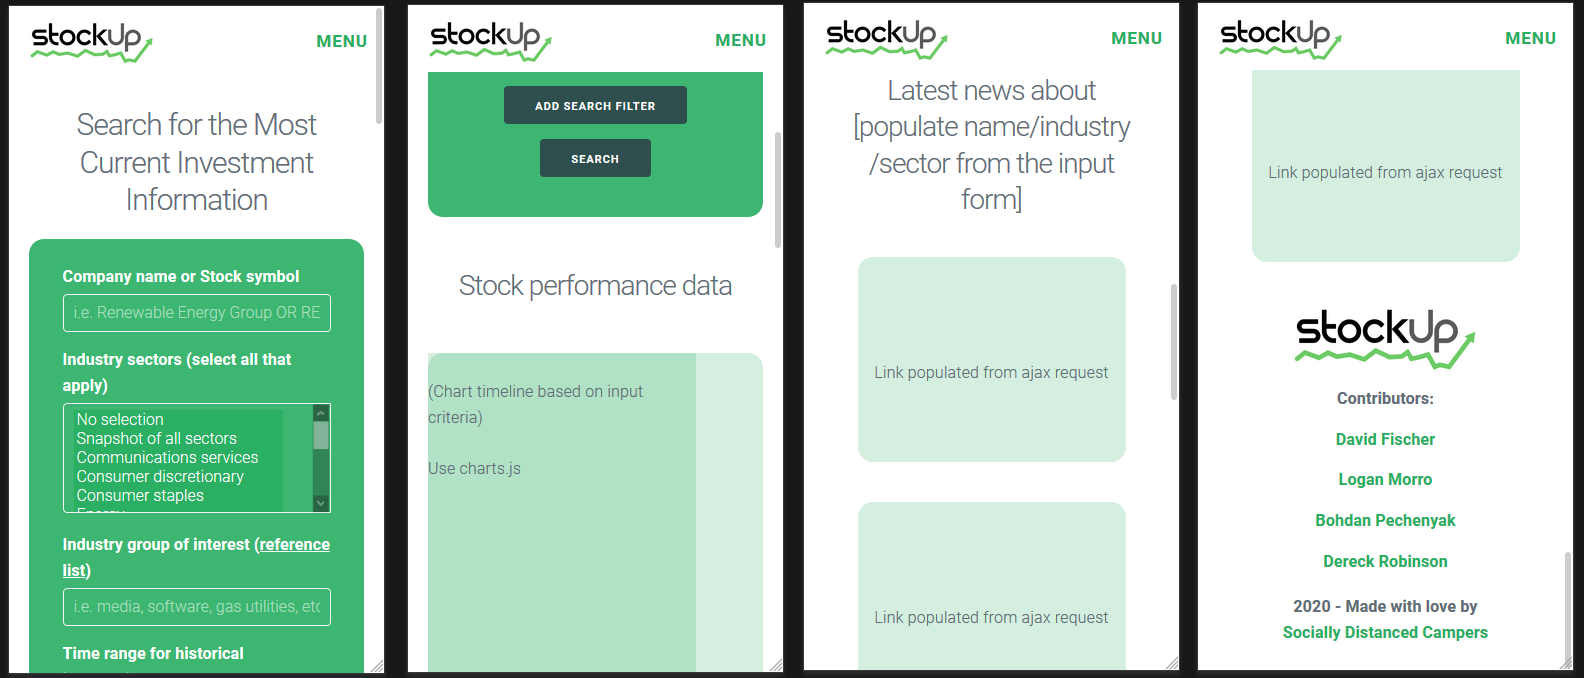 stockUp
MENU
Search for the Most
Current Investment
Information
Company name or Stock symbol
i.e. Renewable Energy Group OR RE
Industry sectors (select all that
apply)
No selection
Snapshot of all sectors
Communications services
Consumer discretionary
Consumer staples
Energy
Industry group of interest (reference
list)
i.e. media, software, gas utilities, etc
Time range for historical
stockUp
MENU
ADD SEARCH FILTER
SEARCH
Stock performance data
(Chart timeline based on input
criteria)
Use charts.js
stockUp
MENU
Latest news about
[populate name/industry
/sector from the input
form]
Link populated from ajax request
Link populated from ajax request
stockUp
MENU
Link populated from ajax request
stockUp
Contributors:
David Fischer
Logan Morro
Bohdan Pechenyak
Dereck Robinson
2020 - Made with love by
Socially Distanced Campers